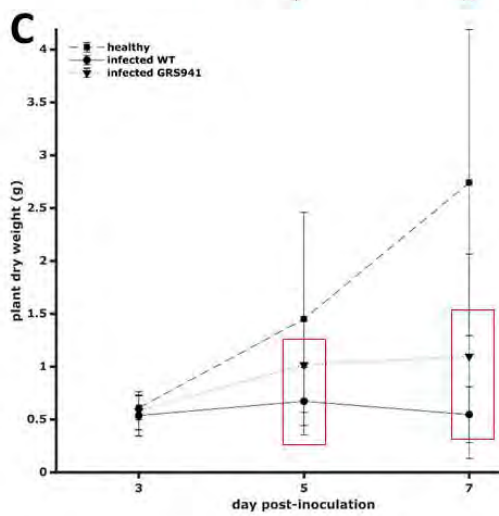 C
healthy
infected WT
infected GRS941
4
3.5
3
2.5
2
1.5
1
0.5
0
plant dry weight (g)
3 5 7
day post-inoculation